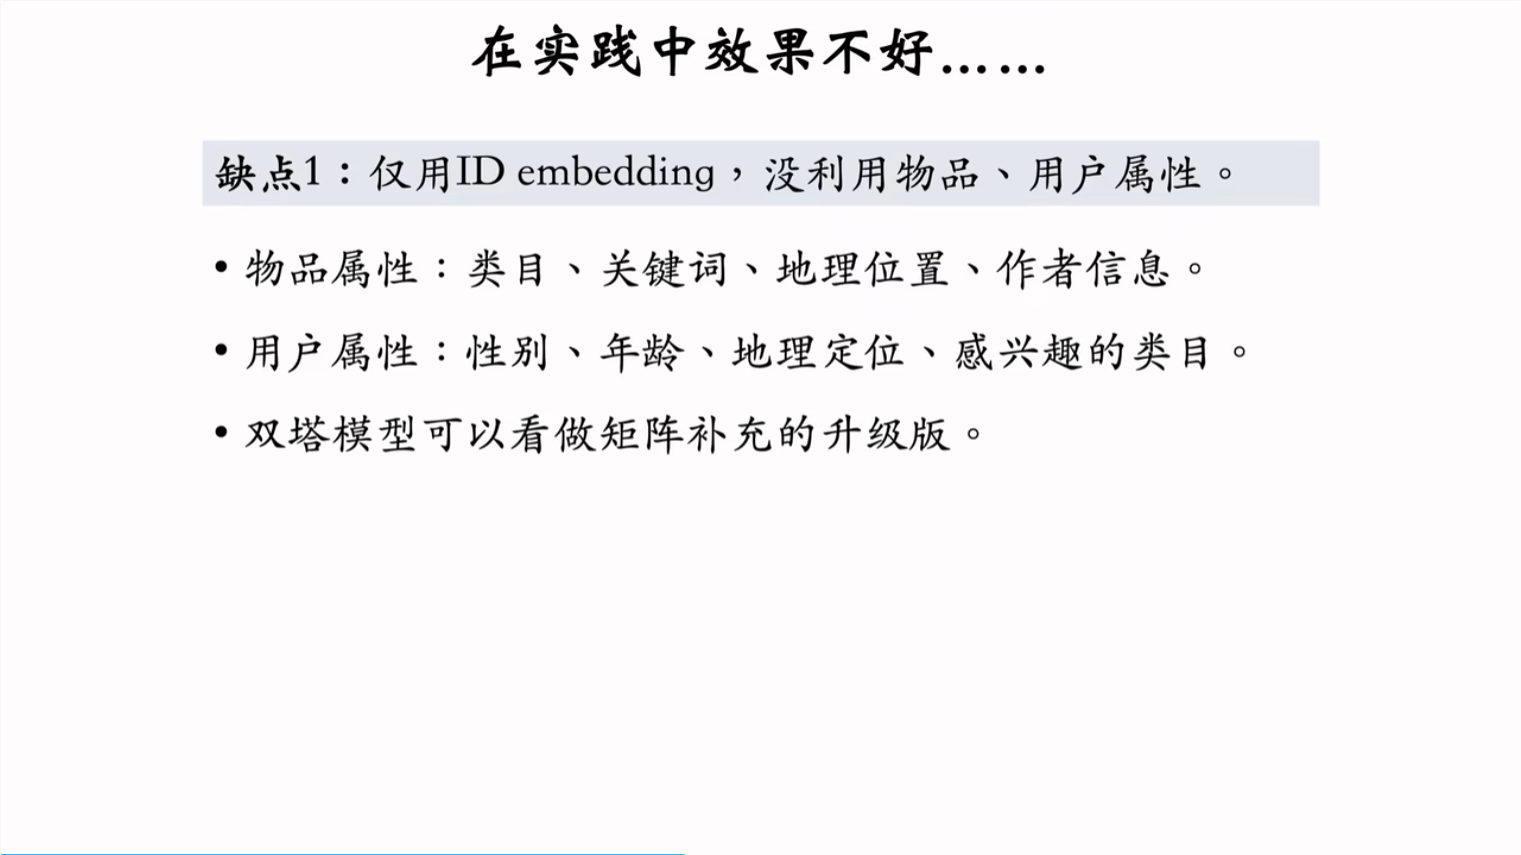 在实践中效果不好……
缺点1：仅用ID embedding，没利用物品、用户属性。
• 物品属性：类目、关键词、地理位置、作者信息。
• 用户属性：性别、年龄、地理定位、感兴趣的类目。
• 双塔模型可以看做矩阵补充的升级版。